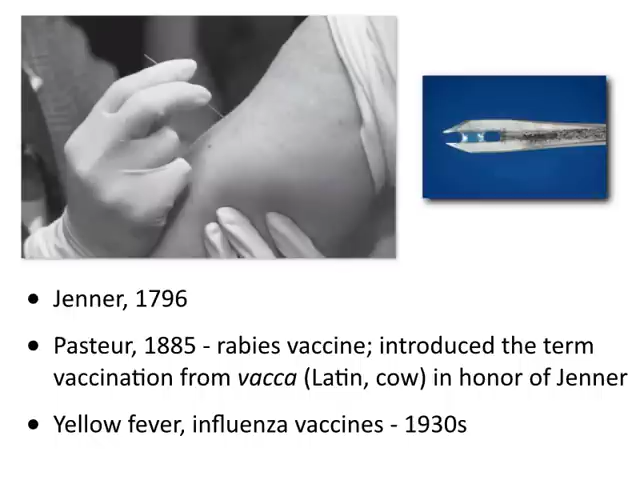 • Jenner, 1796
• Pasteur, 1885 - rabies vaccine; introduced the term
vaccination from vacca (Latin, cow) in honor of Jenner
• Yellow fever, influenza vaccines - 1930s